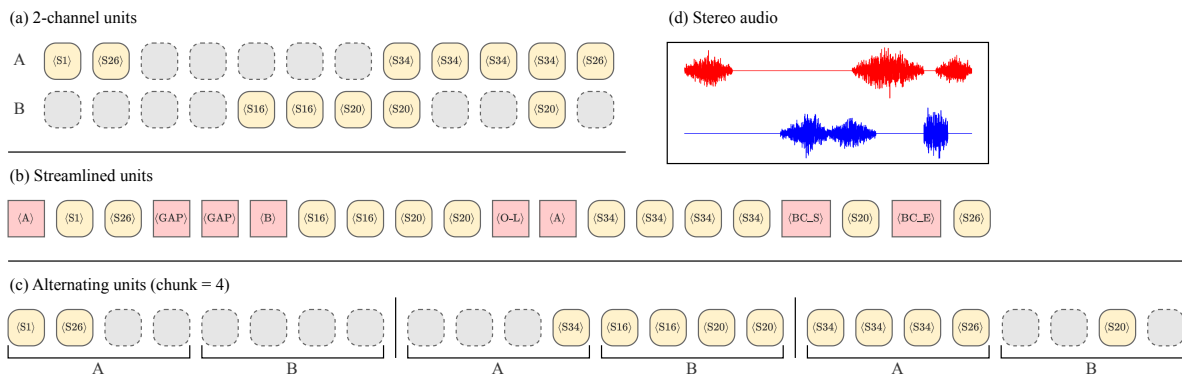 (a) 2-channel units
(d) Stereo audio
A ⟨S1⟩ ⟨S26⟩ ⟨S34⟩ ⟨S34⟩ ⟨S34⟩ ⟨S34⟩ ⟨S26⟩
B ⟨S16⟩ ⟨S16⟩ ⟨S20⟩ ⟨S20⟩ ⟨S20⟩
(b) Streamlined units
⟨A⟩ ⟨S1⟩ ⟨S26⟩ ⟨GAP⟩ ⟨GAP⟩ ⟨B⟩ ⟨S16⟩ ⟨S16⟩ ⟨S20⟩ ⟨S20⟩ ⟨O-L⟩ ⟨A⟩ ⟨S34⟩ ⟨S34⟩ ⟨S34⟩ ⟨S34⟩ ⟨BC_S⟩ ⟨S20⟩ ⟨BC_E⟩ ⟨S26⟩
(c) Alternating units (chunk = 4)
⟨S1⟩ ⟨S26⟩ ⟨S34⟩ ⟨S16⟩ ⟨S16⟩ ⟨S20⟩ ⟨S20⟩ ⟨S34⟩ ⟨S34⟩ ⟨S34⟩ ⟨S26⟩ ⟨S20⟩
A B A B A B